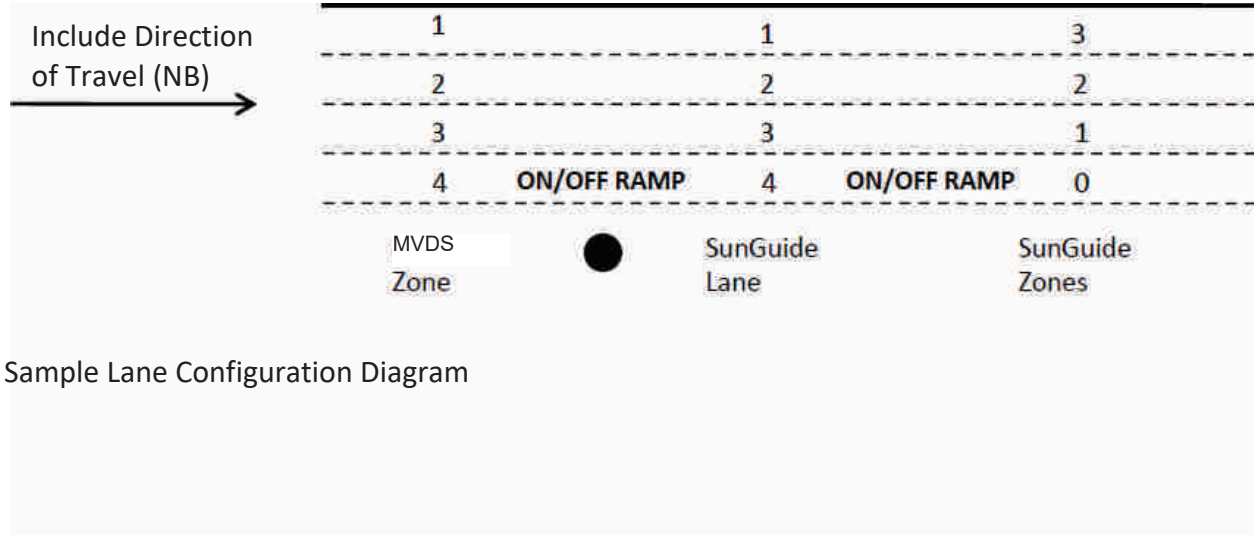 Include Direction
of Travel (NB)
1 1 3
2 2 2
3 3 1
4 ON/OFF RAMP 4 ON/OFF RAMP 0
MVDS
Zone
SunGuide
Lane
SunGuide
Zones
Sample Lane Configuration Diagram